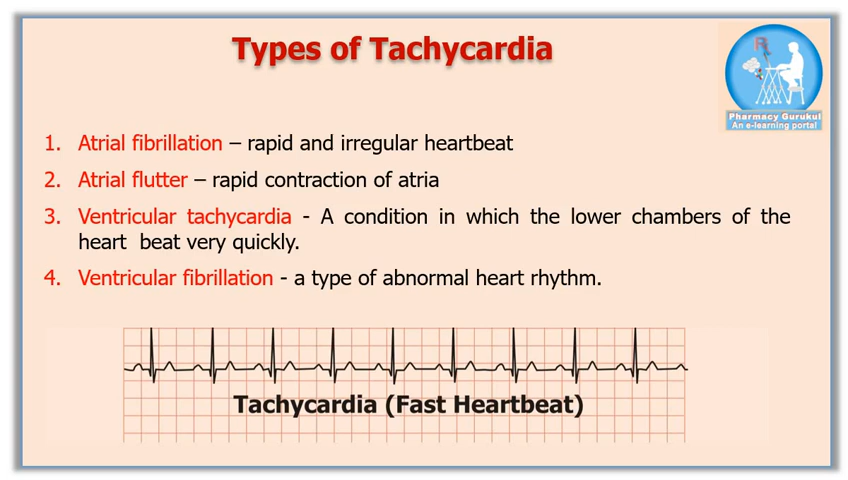 Types of Tachycardia
Pharmacy Gurukul
An e-learning portal
1. Atrial fibrillation – rapid and irregular heartbeat
2. Atrial flutter – rapid contraction of atria
3. Ventricular tachycardia - A condition in which the lower chambers of the
heart beat very quickly.
4. Ventricular fibrillation - a type of abnormal heart rhythm.
Tachycardia (Fast Heartbeat)